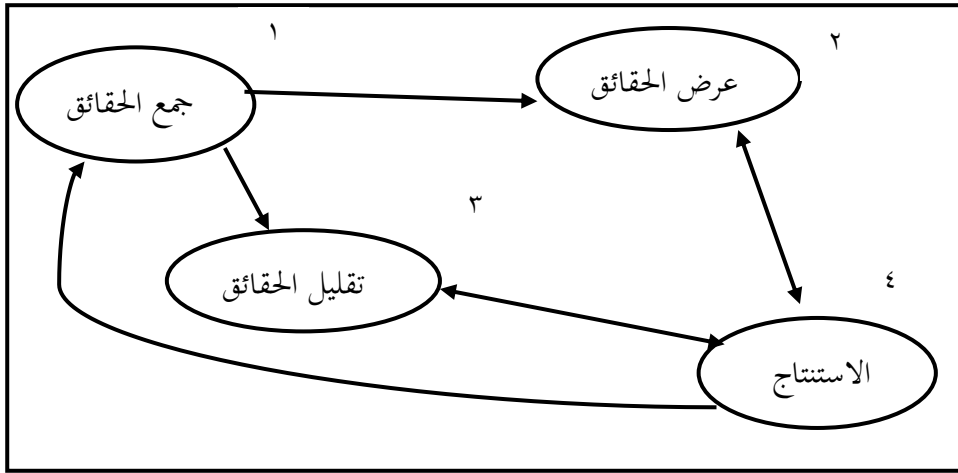 ١
جمع الحقائق
٢
عرض الحقائق
٣
تقليل الحقائق
٤
الاستنتاج